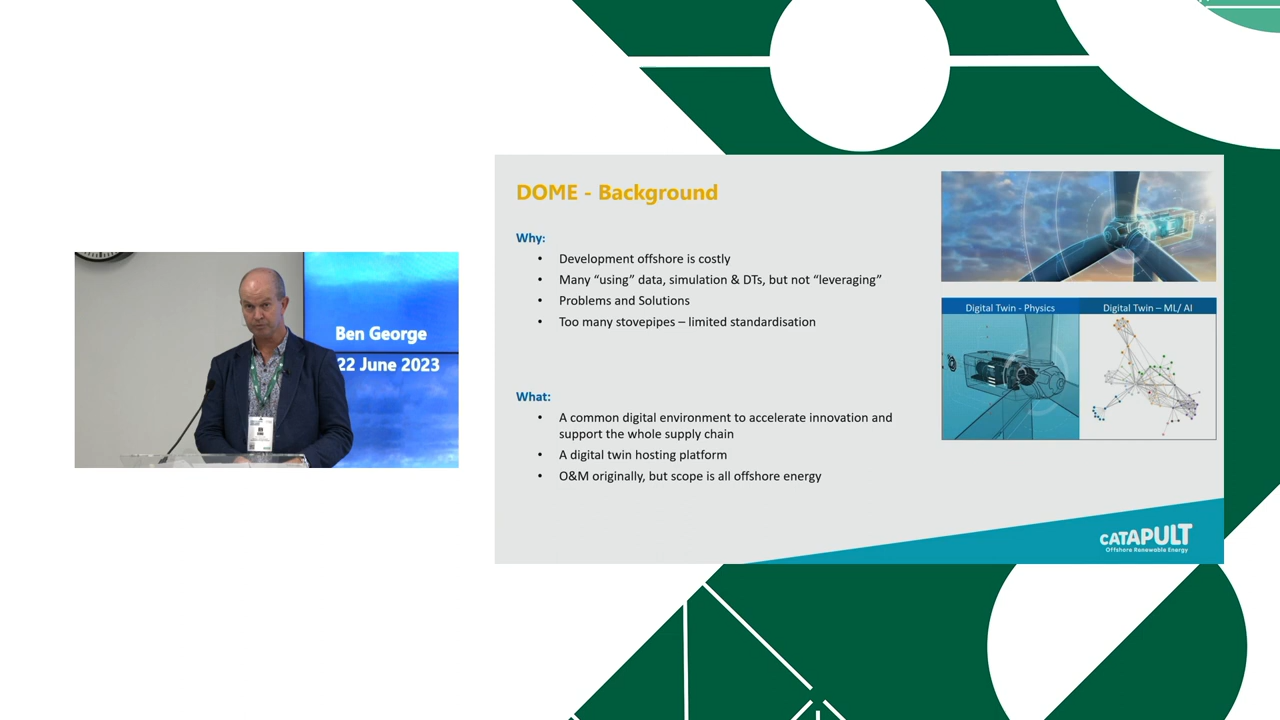 Ben George
22 June 2023
DOME - Background
Why:
• Development offshore is costly
• Many “using” data, simulation & DTs, but not “leveraging”
• Problems and Solutions
• Too many stovepipes – limited standardisation
What:
• A common digital environment to accelerate innovation and
support the whole supply chain
• A digital twin hosting platform
• O&M originally, but scope is all offshore energy
Digital Twin - Physics
Digital Twin – ML/ AI
CATAPULT
Offshore Renewable Energy